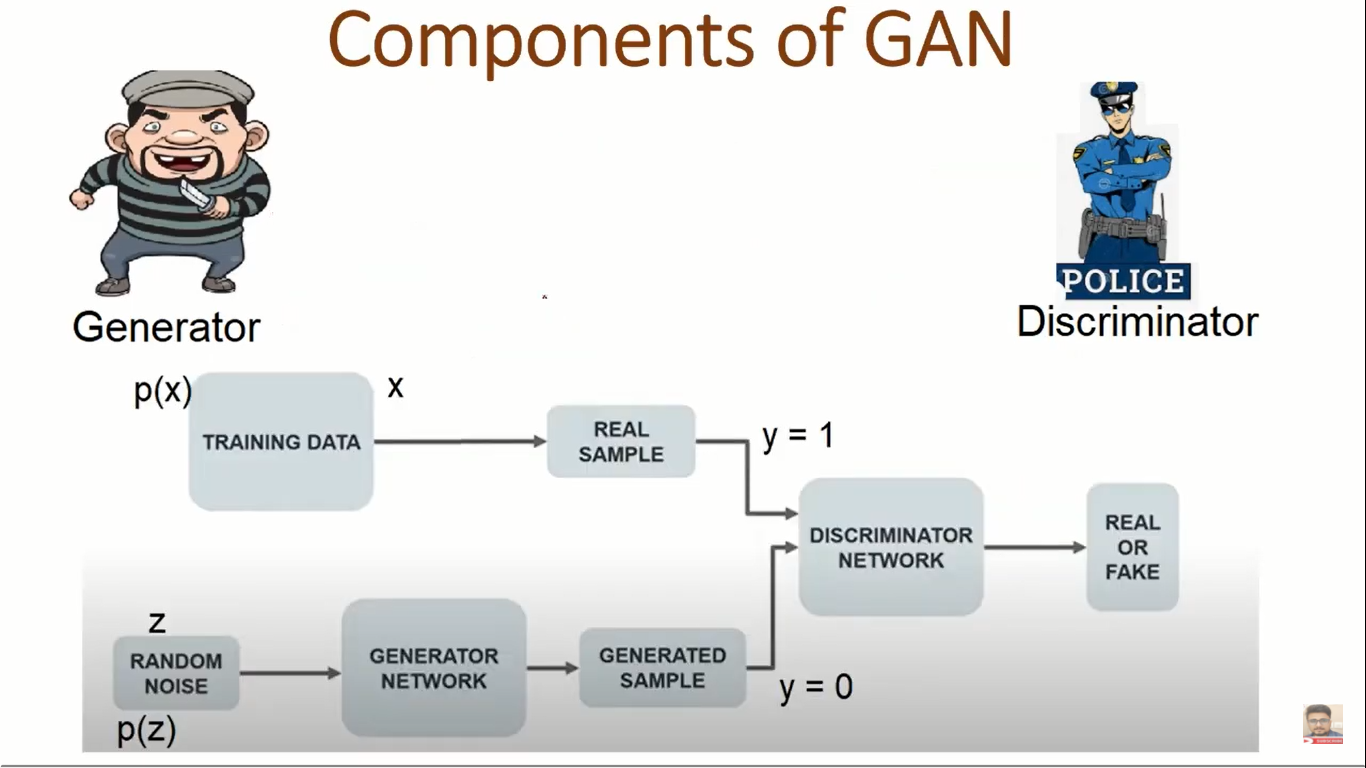 Components of GAN
POLICE
Generator
Discriminator
p(x)
x
TRAINING DATA
REAL
SAMPLE
y = 1
DISCRIMINATOR
NETWORK
REAL
OR
FAKE
z
RANDOM
NOISE
p(z)
GENERATOR
NETWORK
GENERATED
SAMPLE
y = 0